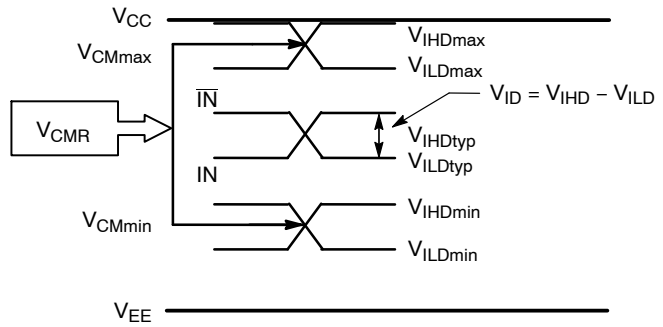 VCC
VIHDmax
VCMmax
VILDmax
IN
VID = VIHD − VILD
VCMR
VIHDtyp
VILDtyp
IN
VIHDmin
VCMmin
VILDmin
VEE